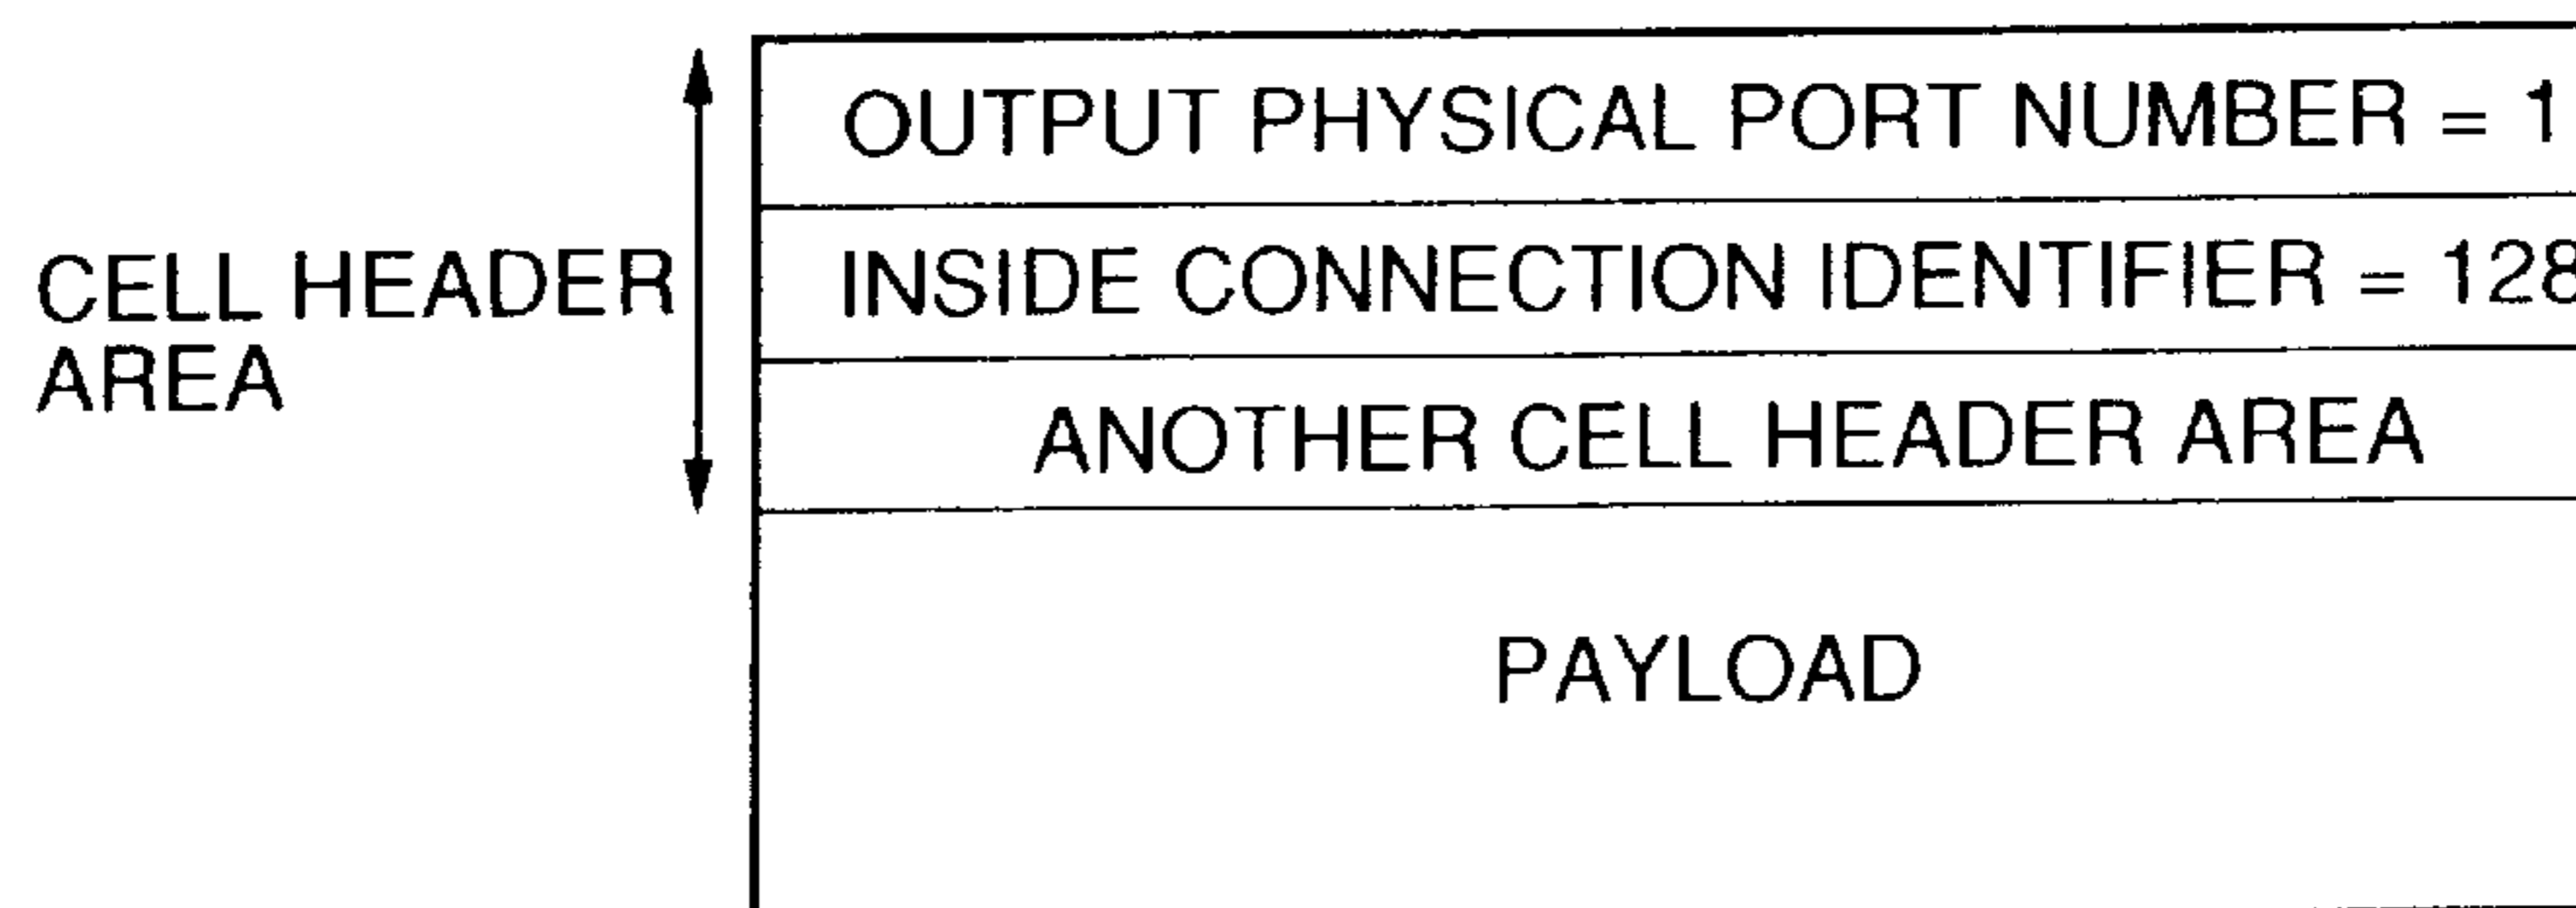 OUTPUT PHYSICAL PORT NUMBER = 1
INSIDE CONNECTION IDENTIFIER = 128
CELL HEADER
AREA
ANOTHER CELL HEADER AREA
PAYLOAD